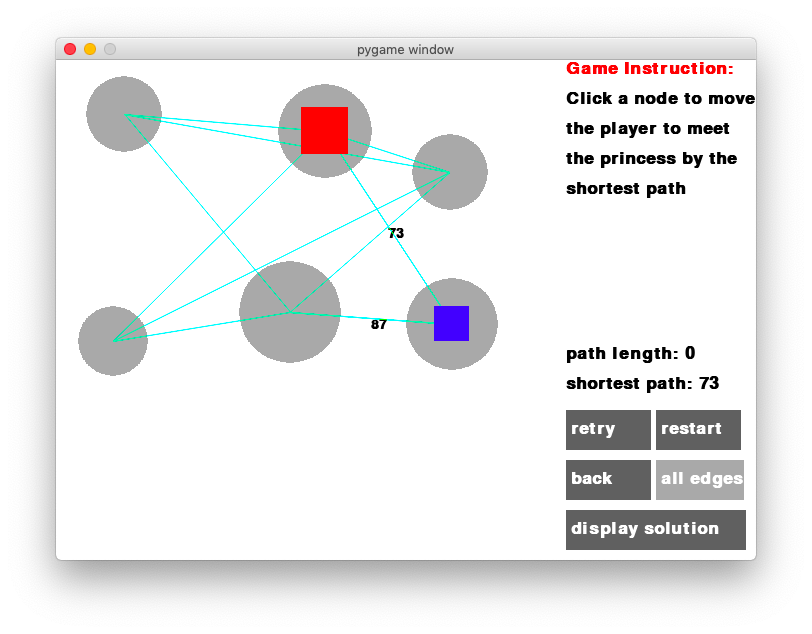 pygame window
Game Instruction:
Click a node to move
the player to meet
the princess by the
shortest path
73
87
path length: 0
shortest path: 73
retry
restart
back
all edges
display solution